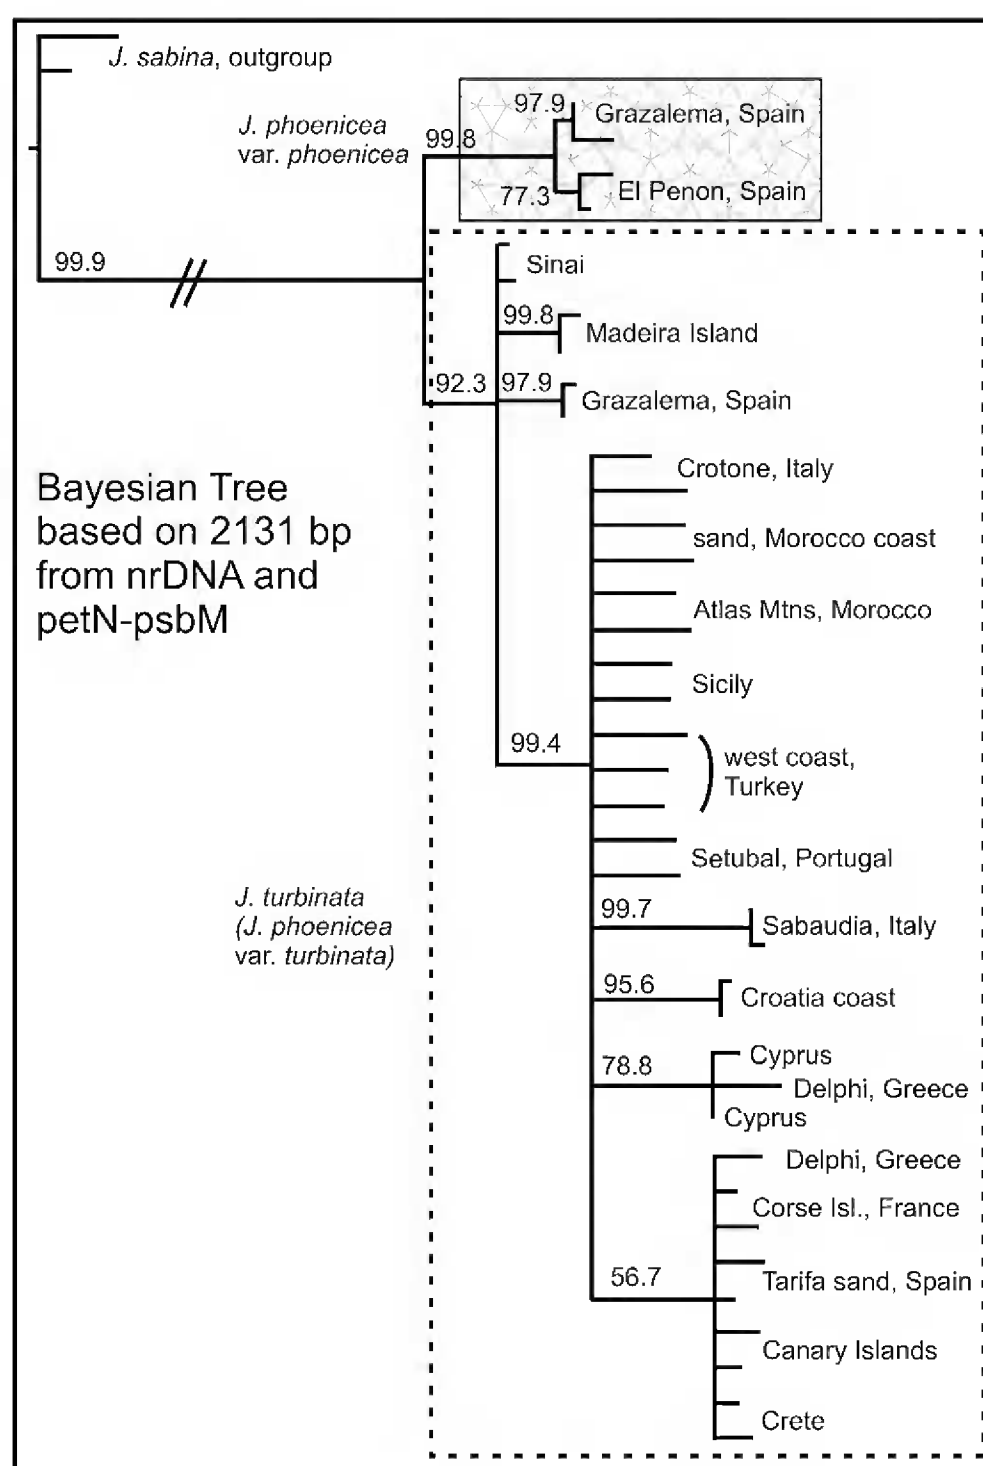 J. sabina, outgroup
J. phoenicea
var. phoenicea
99.8
97.9
Grazalema, Spain
77.3
El Penon, Spain
99.9
Sinai
99.8
Madeira Island
92.3
97.9
Grazalema, Spain
Bayesian Tree
based on 2131 bp
from nrDNA and
petN-psbM
Crotone, Italy
sand, Morocco coast
Atlas Mtns, Morocco
Sicily
99.4
west coast,
Turkey
Setubal, Portugal
J. turbinata
(J. phoenicea
var. turbinata)
99.7
Sabaudia, Italy
95.6
Croatia coast
78.8
Cyprus
Delphi, Greece
Cyprus
Delphi, Greece
Corse Isl., France
56.7
Tarifa sand, Spain
Canary Islands
Crete